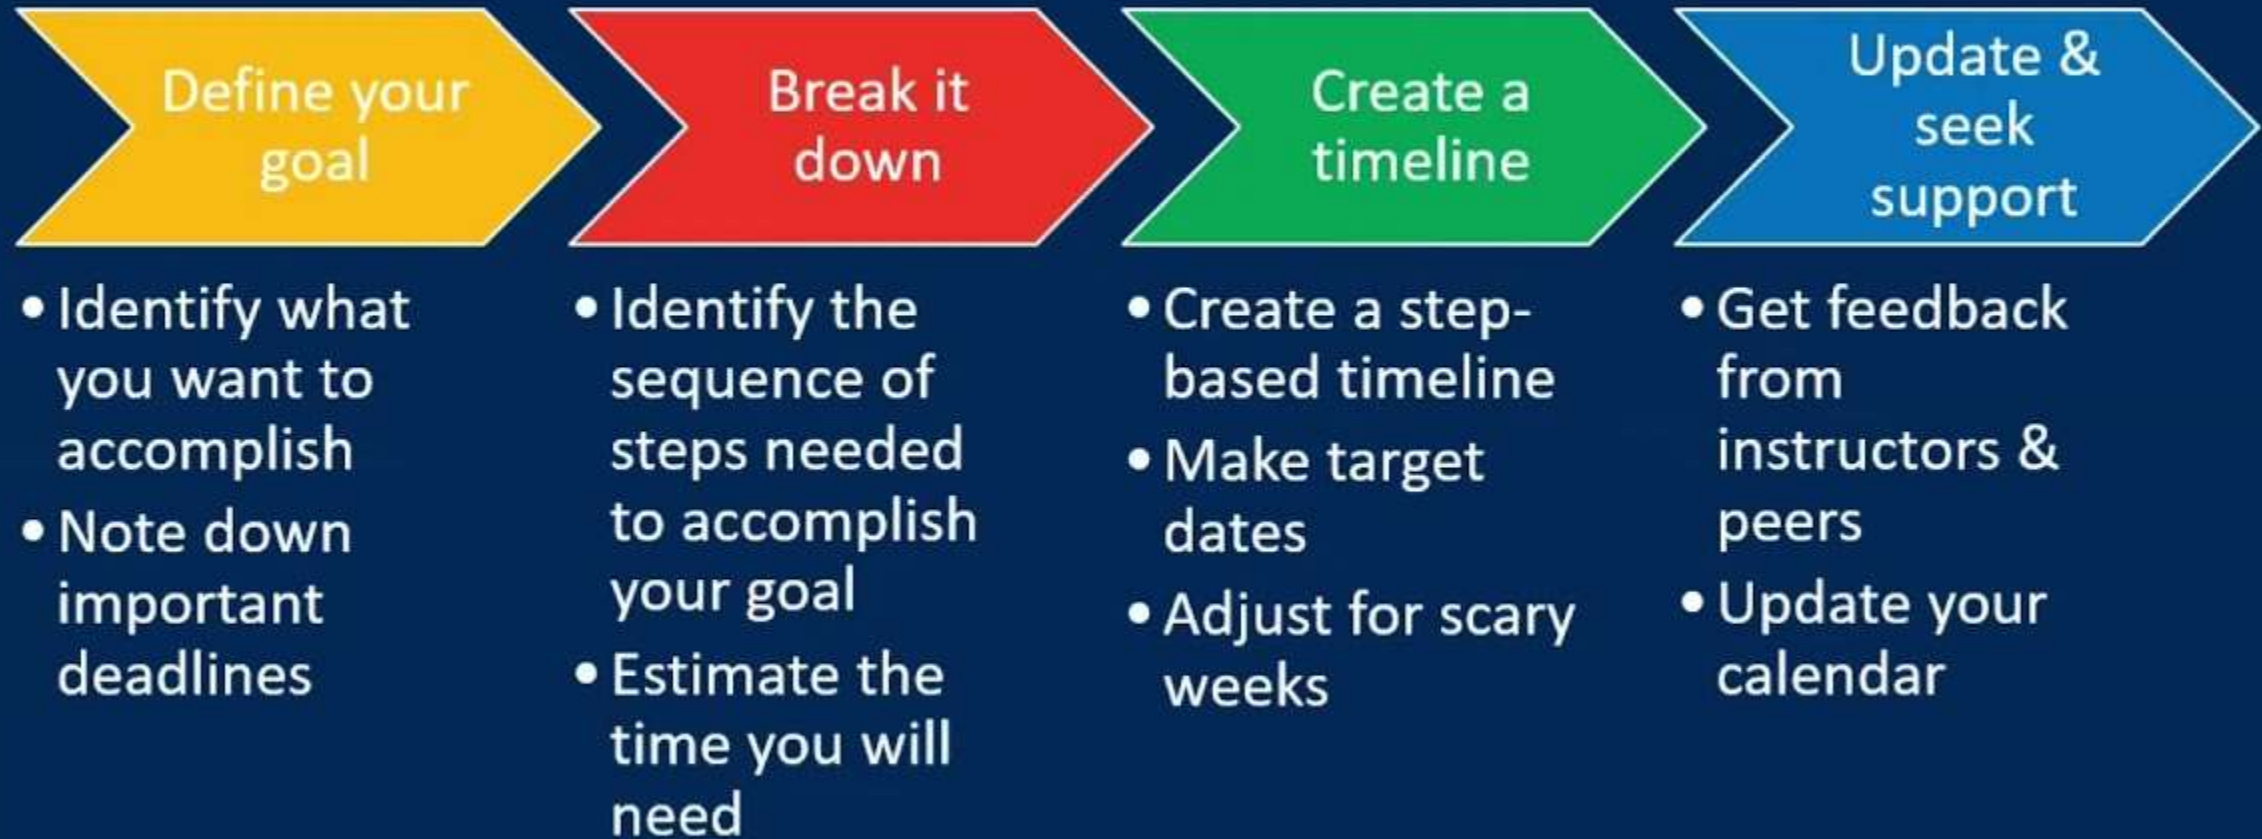 Define your
goal
• Identify what
you want to
accomplish
• Note down
important
deadlines
Break it
down
• Identify the
sequence of
steps needed
to accomplish
your goal
• Estimate the
time you will
need
Create a
timeline
• Create a step-
based timeline
• Make target
dates
• Adjust for scary
weeks
Update &
seek
support
• Get feedback
from
instructors &
peers
• Update your
calendar